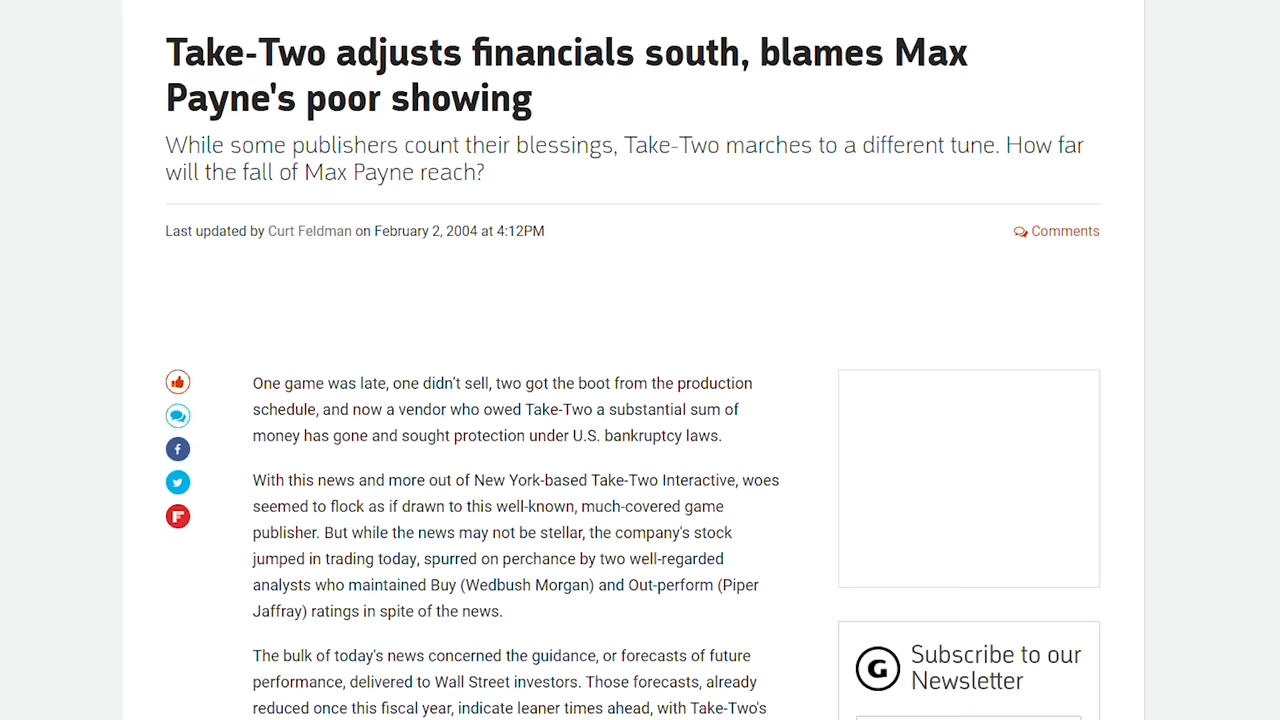 Take-Two adjusts financials south, blames Max
Payne's poor showing
While some publishers count their blessings, Take-Two marches to a different tune. How far
will the fall of Max Payne reach?
Last updated by Curt Feldman on February 2, 2004 at 4:12PM
Comments
One game was late, one didn’t sell, two got the boot from the production
schedule, and now a vendor who owed Take-Two a substantial sum of
money has gone and sought protection under U.S. bankruptcy laws.
With this news and more out of New York-based Take-Two Interactive, woes
seemed to flock as if drawn to this well-known, much-covered game
publisher. But while the news may not be stellar, the company's stock
jumped in trading today, spurred on perchance by two well-regarded
analysts who maintained Buy (Wedbush Morgan) and Out-perform (Piper
Jaffray) ratings in spite of the news.
The bulk of today's news concerned the guidance, or forecasts of future
performance, delivered to Wall Street investors. Those forecasts, already
reduced once this fiscal year, indicate leaner times ahead, with Take-Two's
Subscribe to our
Newsletter